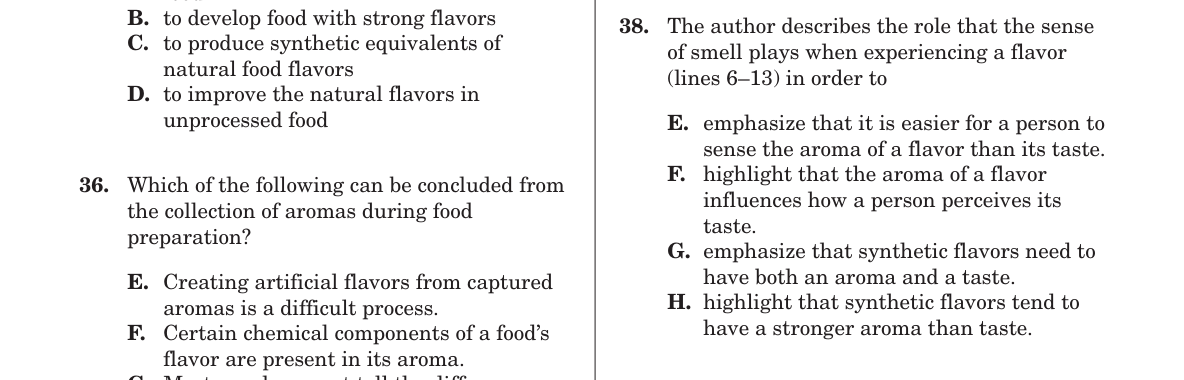 B. to develop food with strong flavors
C. to produce synthetic equivalents of
natural food flavors
D. to improve the natural flavors in
unprocessed food
36. Which of the following can be concluded from
the collection of aromas during food
preparation?
E. Creating artificial flavors from captured
aromas is a difficult process.
F. Certain chemical components of a food's
flavor are present in its aroma.
38. The author describes the role that the sense
of smell plays when experiencing a flavor
(lines 6–13) in order to
E. emphasize that it is easier for a person to
sense the aroma of a flavor than its taste.
F. highlight that the aroma of a flavor
influences how a person perceives its
taste.
G. emphasize that synthetic flavors need to
have both an aroma and a taste.
H. highlight that synthetic flavors tend to
have a stronger aroma than taste.